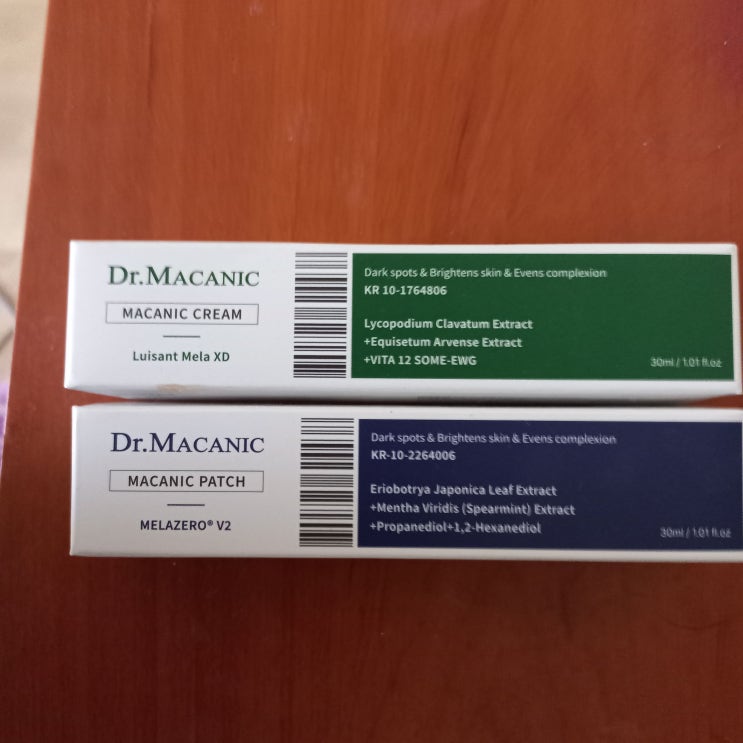 Dr.MACANIC
MACANIC CREAM
Luisant Mela XD
Dark spots & Brightens skin & Evens complexion
KR 10-1764806
Lycopodium Clavatum Extract
+Equisetum Arvense Extract
+VITA 12 SOME-EWG
30ml / 1.01 fl.oz
Dr.MACANIC
MACANIC PATCH
MELAZERO® V2
Dark spots & Brightens skin & Evens complexion
KR-10-2264006
Eriobotrya Japonica Leaf Extract
+Mentha Viridis (Spearmint) Extract
+Propanediol+1,2-Hexanediol
30ml / 1.01 fl.oz